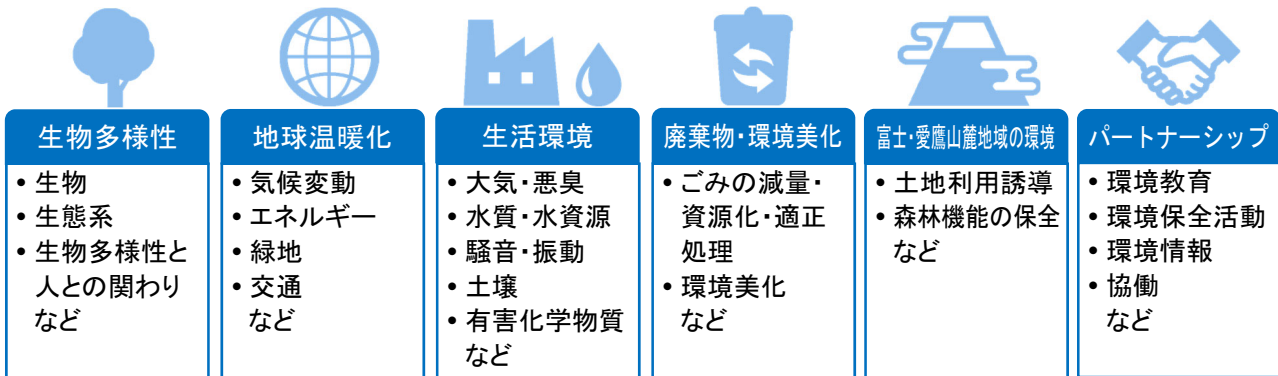 生物多様性
• 生物
• 生態系
• 生物多様性と
人との関わり
など
地球温暖化
• 気候変動
• エネルギー
• 緑地
• 交通
など
生活環境
• 大気・悪臭
• 水質・水資源
• 騒音・振動
• 土壌
• 有害化学物質
など
廃棄物・環境美化
• ごみの減量・
資源化・適正
処理
• 環境美化
など
富士・愛鷹山麓地域の環境
• 土地利用誘導
• 森林機能の保全
など
パートナーシップ
• 環境教育
• 環境保全活動
• 環境情報
• 協働
など